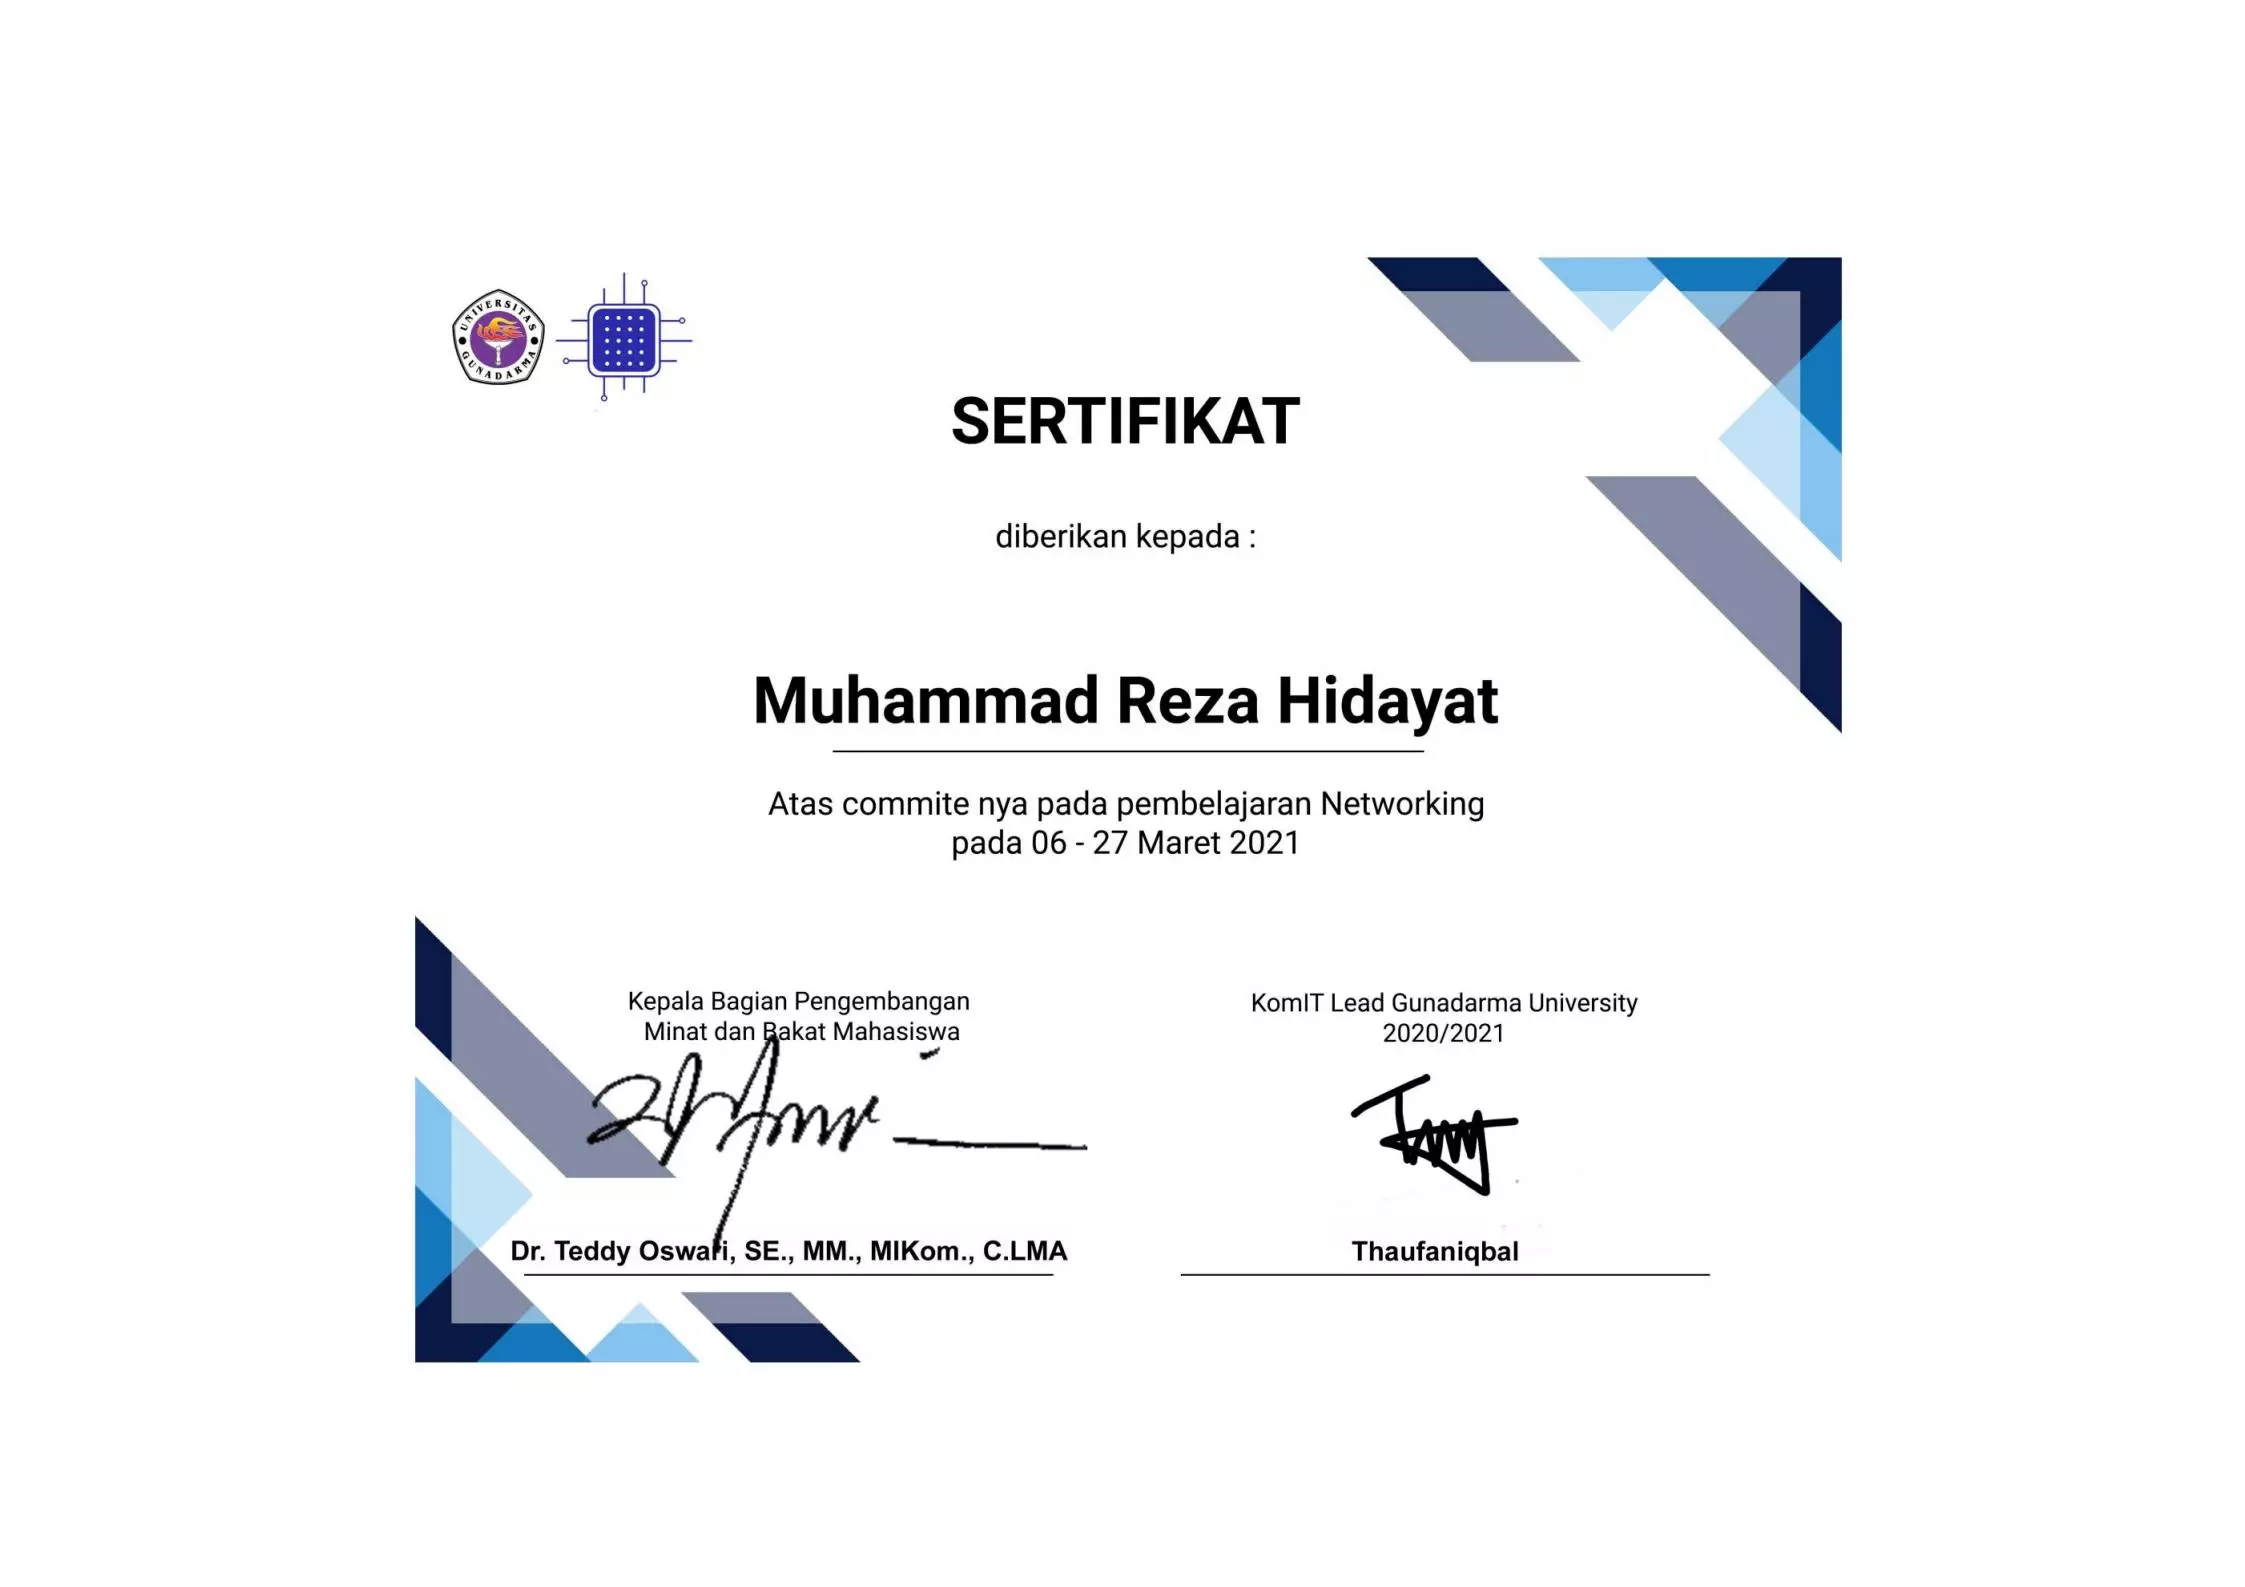 UNIVERSITAS GUNADARMA
SERTIFIKAT
diberikan kepada :
Muhammad Reza Hidayat
Atas commite nya pada pembelajaran Networking
pada 06 - 27 Maret 2021
Kepala Bagian Pengembangan
Minat dan Bakat Mahasiswa
Dr. Teddy Oswari, SE., MM., MIKom., C.LMA
KomIT Lead Gunadarma University
2020/2021
Thaufaniqbal